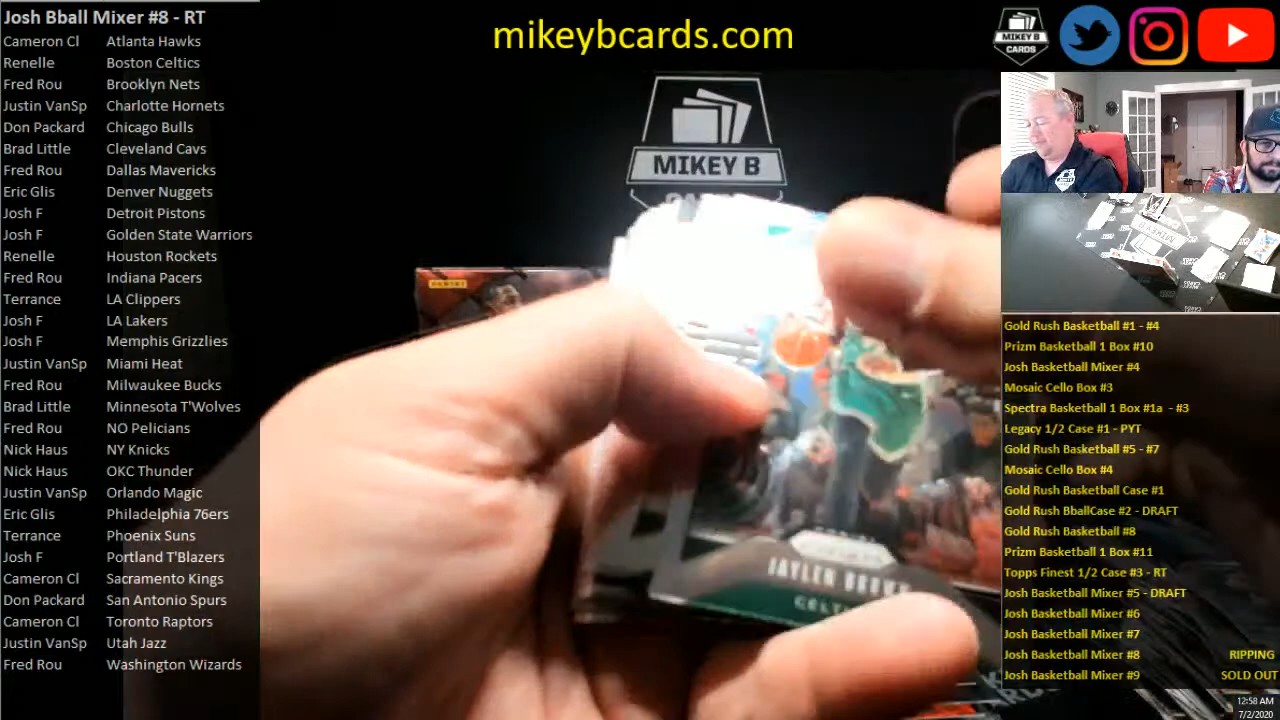 Josh Bball Mixer #8 - RT
Cameron Cl Atlanta Hawks
Renelle Boston Celtics
Fred Rou Brooklyn Nets
Justin VanSp Charlotte Hornets
Don Packard Chicago Bulls
Brad Little Cleveland Cavs
Fred Rou Dallas Mavericks
Eric Glis Denver Nuggets
Josh F Detroit Pistons
Josh F Golden State Warriors
Renelle Houston Rockets
Fred Rou Indiana Pacers
Terrance LA Clippers
Josh F LA Lakers
Josh F Memphis Grizzlies
Justin VanSp Miami Heat
Fred Rou Milwaukee Bucks
Brad Little Minnesota T'Wolves
Fred Rou NO Pelicans
Nick Haus NY Knicks
Nick Haus OKC Thunder
Justin VanSp Orlando Magic
Eric Glis Philadelphia 76ers
Terrance Phoenix Suns
Josh F Portland T'Blazers
Cameron Cl Sacramento Kings
Don Packard San Antonio Spurs
Cameron Cl Toronto Raptors
Justin VanSp Utah Jazz
Fred Rou Washington Wizards
mikeybcards.com
MIKEY B
CARDS
MIKEY B
PANINI
JAYLEN BROWN
Gold Rush Basketball #1 - #4
Prizm Basketball 1 Box #10
Josh Basketball Mixer #4
Mosaic Cello Box #3
Spectra Basketball 1 Box #1a - #3
Legacy 1/2 Case #1 - PYT
Gold Rush Basketball #5 - #7
Mosaic Cello Box #4
Gold Rush Basketball Case #1
Gold Rush BballCase #2 - DRAFT
Gold Rush Basketball #8
Prizm Basketball 1 Box #11
Topps Finest 1/2 Case #3 - RT
Josh Basketball Mixer #5 - DRAFT
Josh Basketball Mixer #6
Josh Basketball Mixer #7
Josh Basketball Mixer #8 RIPPING
Josh Basketball Mixer #9 SOLD OUT
12:58 AM
7/2/2020